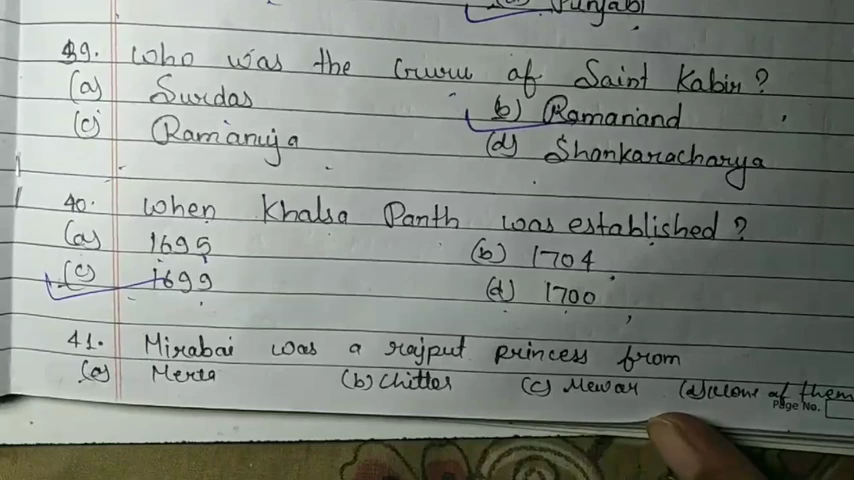 (d) Punjabi
39. Who was the Guru of Saint Kabir?
(a) Surdas (b) Ramanand
(c) Ramanuja (d) Shankaracharya
40. When Khalsa Panth was established?
(a) 1695 (b) 1704
(c) 1699 (d) 1700
41. Mirabai was a rajput princess from
(a) Merta (b) Chittor (c) Mewar (d) None of them
Page No.